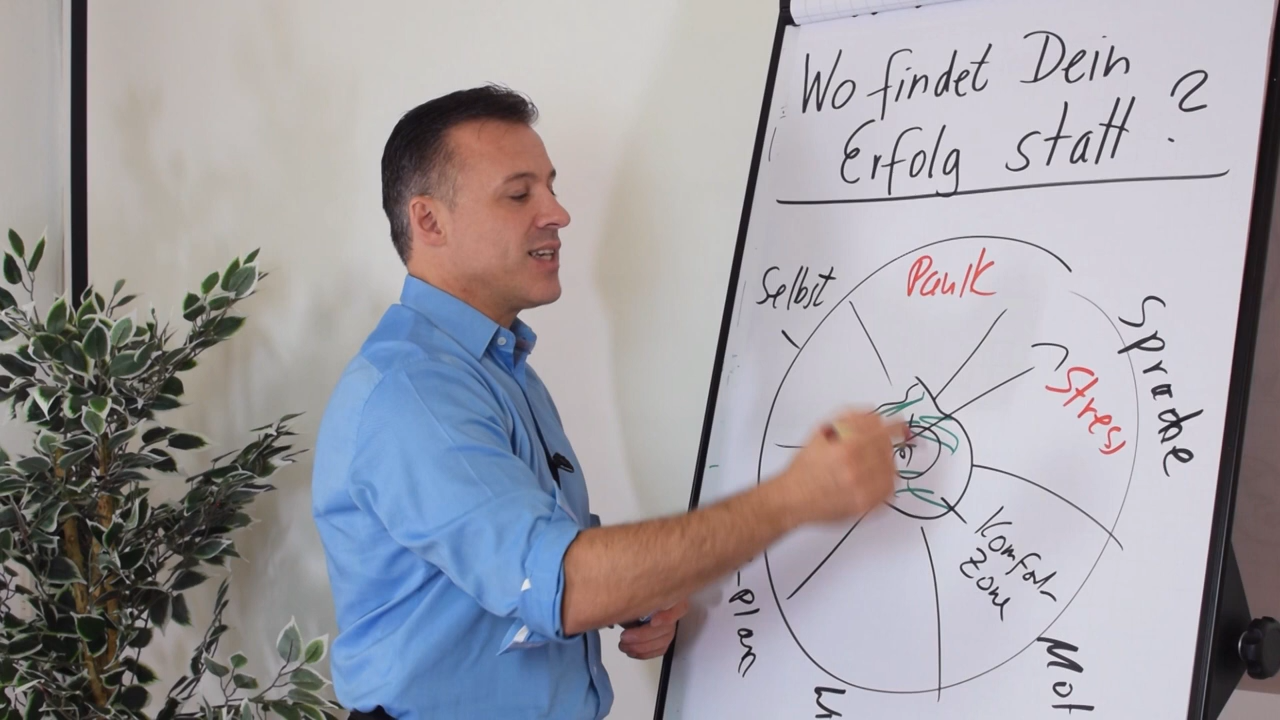 Wo findet Dein
Erfolg statt ?
Selbst
Panik
Sprache
Stress
Komfort-
zone
-plan
Mot